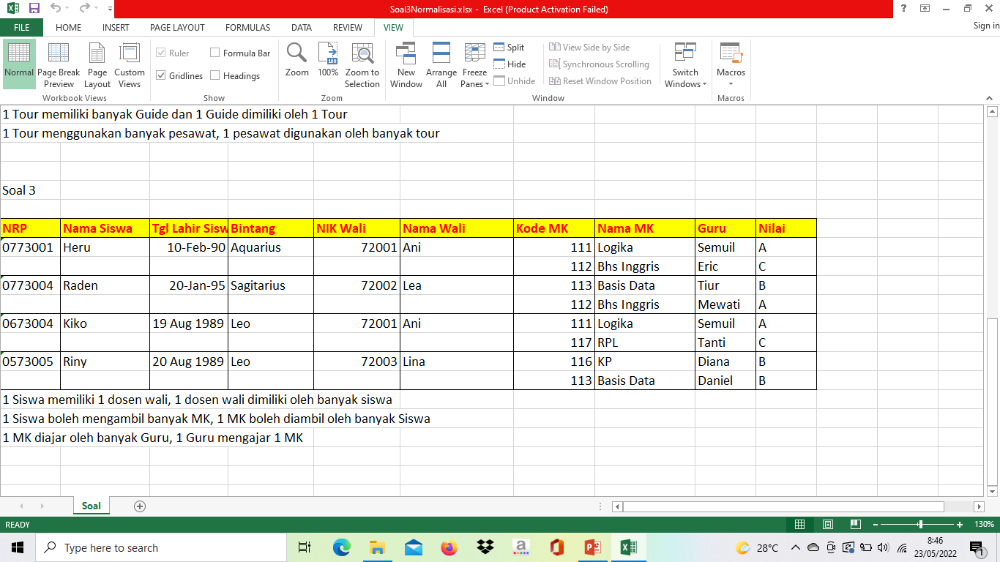 Soal3Normalisasi.xlsx - Excel (Product Activation Failed)
FILE HOME INSERT PAGE LAYOUT FORMULAS DATA REVIEW VIEW Sign in
Normal Page Break Preview Page Layout Custom Views
Workbook Views
Ruler Formula Bar
Gridlines Headings
Show
Zoom 100% Zoom to Selection
Zoom
New Window Arrange All Freeze Panes
Split View Side by Side
Hide Synchronous Scrolling
Unhide Reset Window Position
Window
Switch Windows
Macros
Macros
1 Tour memiliki banyak Guide dan 1 Guide dimiliki oleh 1 Tour
1 Tour menggunakan banyak pesawat, 1 pesawat digunakan oleh banyak tour
Soal 3
NRP Nama Siswa Tgl Lahir Sisw Bintang NIK Wali Nama Wali Kode MK Nama MK Guru Nilai
0773001 Heru 10-Feb-90 Aquarius 72001 Ani 111 Logika Semuil A
112 Bhs Inggris Eric C
0773004 Raden 20-Jan-95 Sagitarius 72002 Lea 113 Basis Data Tiur B
112 Bhs Inggris Mewati A
0673004 Kiko 19 Aug 1989 Leo 72001 Ani 111 Logika Semuil A
117 RPL Tanti C
0573005 Riny 20 Aug 1989 Leo 72003 Lina 116 KP Diana B
113 Basis Data Daniel B
1 Siswa memiliki 1 dosen wali, 1 dosen wali dimiliki oleh banyak siswa
1 Siswa boleh mengambil banyak MK, 1 MK boleh diambil oleh banyak Siswa
1 MK diajar oleh banyak Guru, 1 Guru mengajar 1 MK
Soal
READY 130%
Type here to search 28°C 8:46
23/05/2022 1